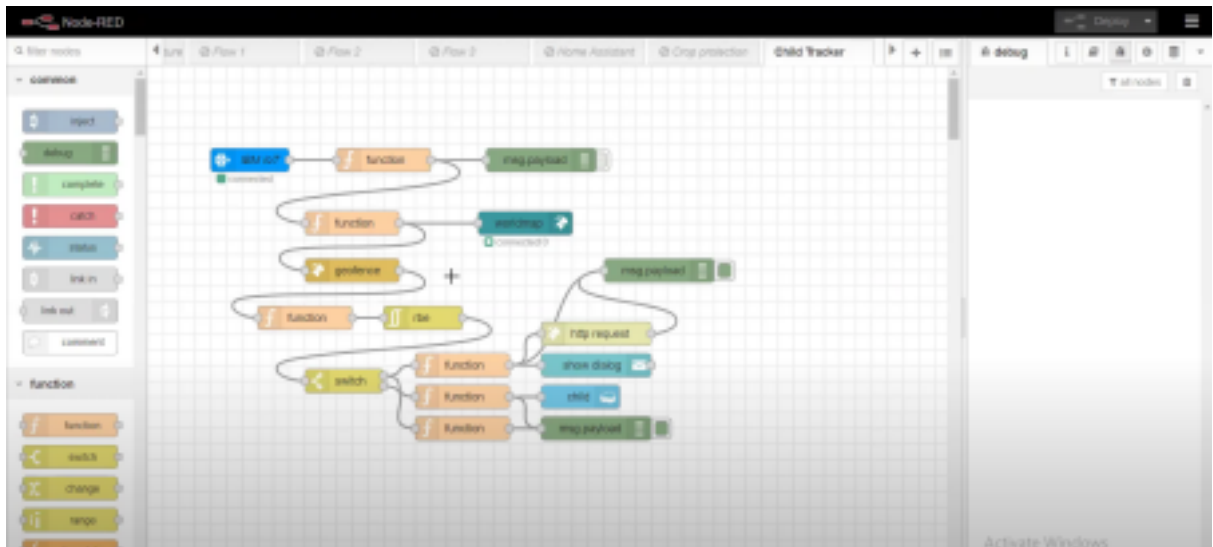 Node-RED
Deploy
filter nodes
Flow 1
Flow 2
Flow 3
Home Assistant
Crop protection
Child Tracker
debug
i
common
all nodes
inject
debug
complete
catch
status
link in
link out
comment
function
function
switch
change
range
function
msg.payload
connected
function
worldmap
geofence
msg.payload
function
rbe
http request
function
show dialog
switch
function
child
function
msg.payload
Activate Windows